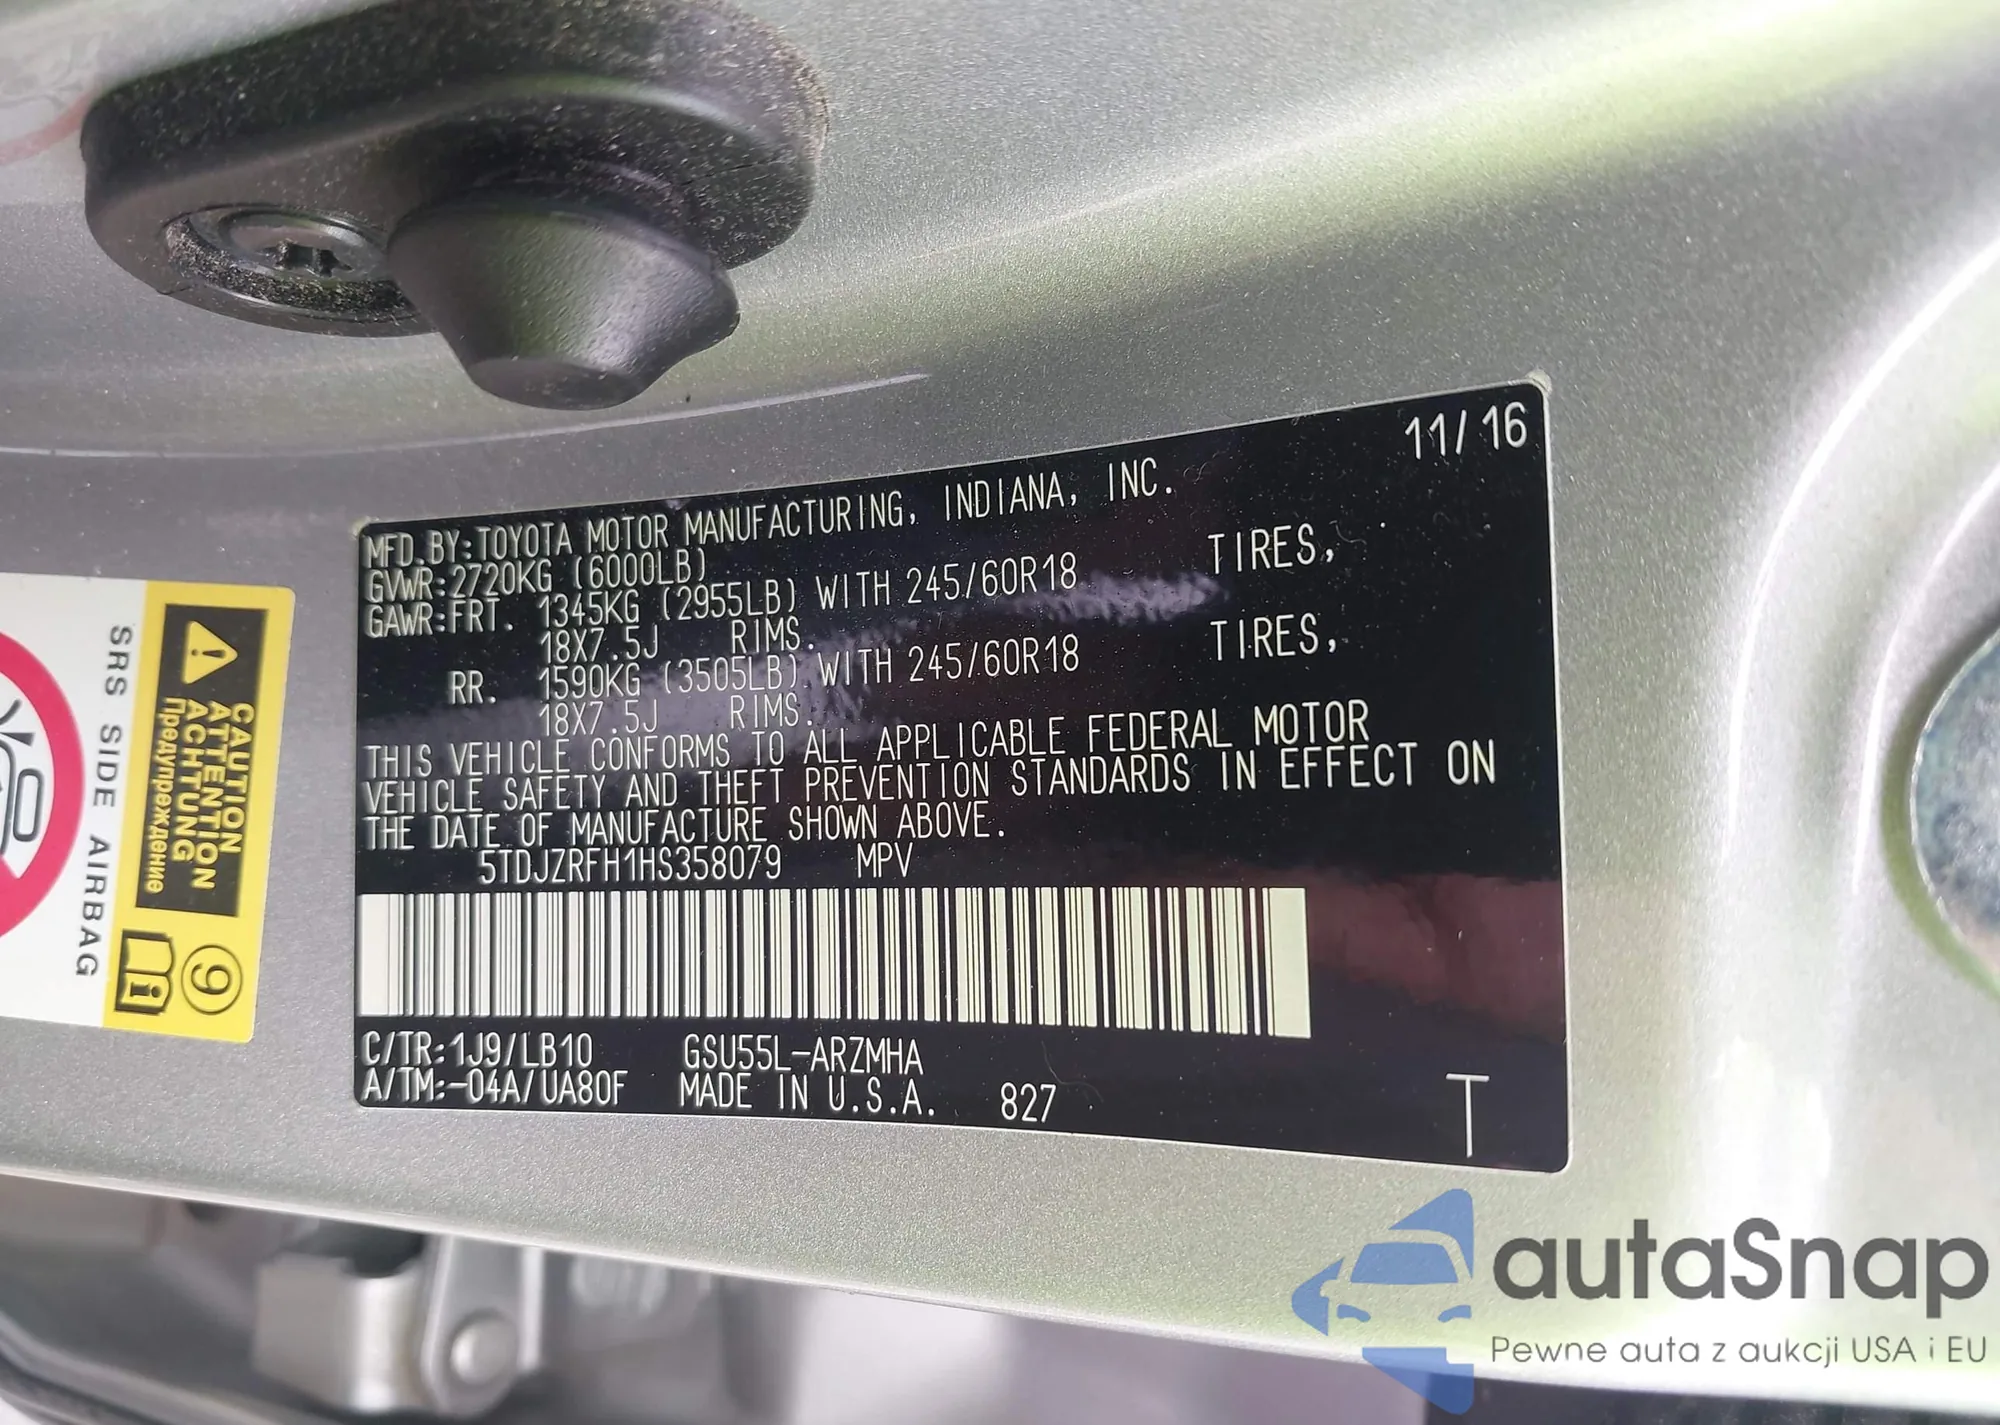 11/16
MFD.BY:TOYOTA MOTOR MANUFACTURING, INDIANA, INC.
GVWR:2720KG (6000LB)
GAWR:FRT. 1345KG (2955LB) WITH 245/60R18 TIRES,
18X7.5J RIMS.
RR. 1590KG (3505LB) WITH 245/60R18 TIRES,
18X7.5J RIMS.
THIS VEHICLE CONFORMS TO ALL APPLICABLE FEDERAL MOTOR
VEHICLE SAFETY AND THEFT PREVENTION STANDARDS IN EFFECT ON
THE DATE OF MANUFACTURE SHOWN ABOVE.
5TDJZRFH1HS358079 MPV
C/TR:1J9/LB10 GSU55L-ARZMHA
A/TM:-04A/UA80F MADE IN U.S.A. 827
T
CAUTION
ATTENTION
ACHTUNG
Предупреждение
SRS SIDE AIRBAG
9
i
autaSnap
Pewne auta z aukcji USA i EU